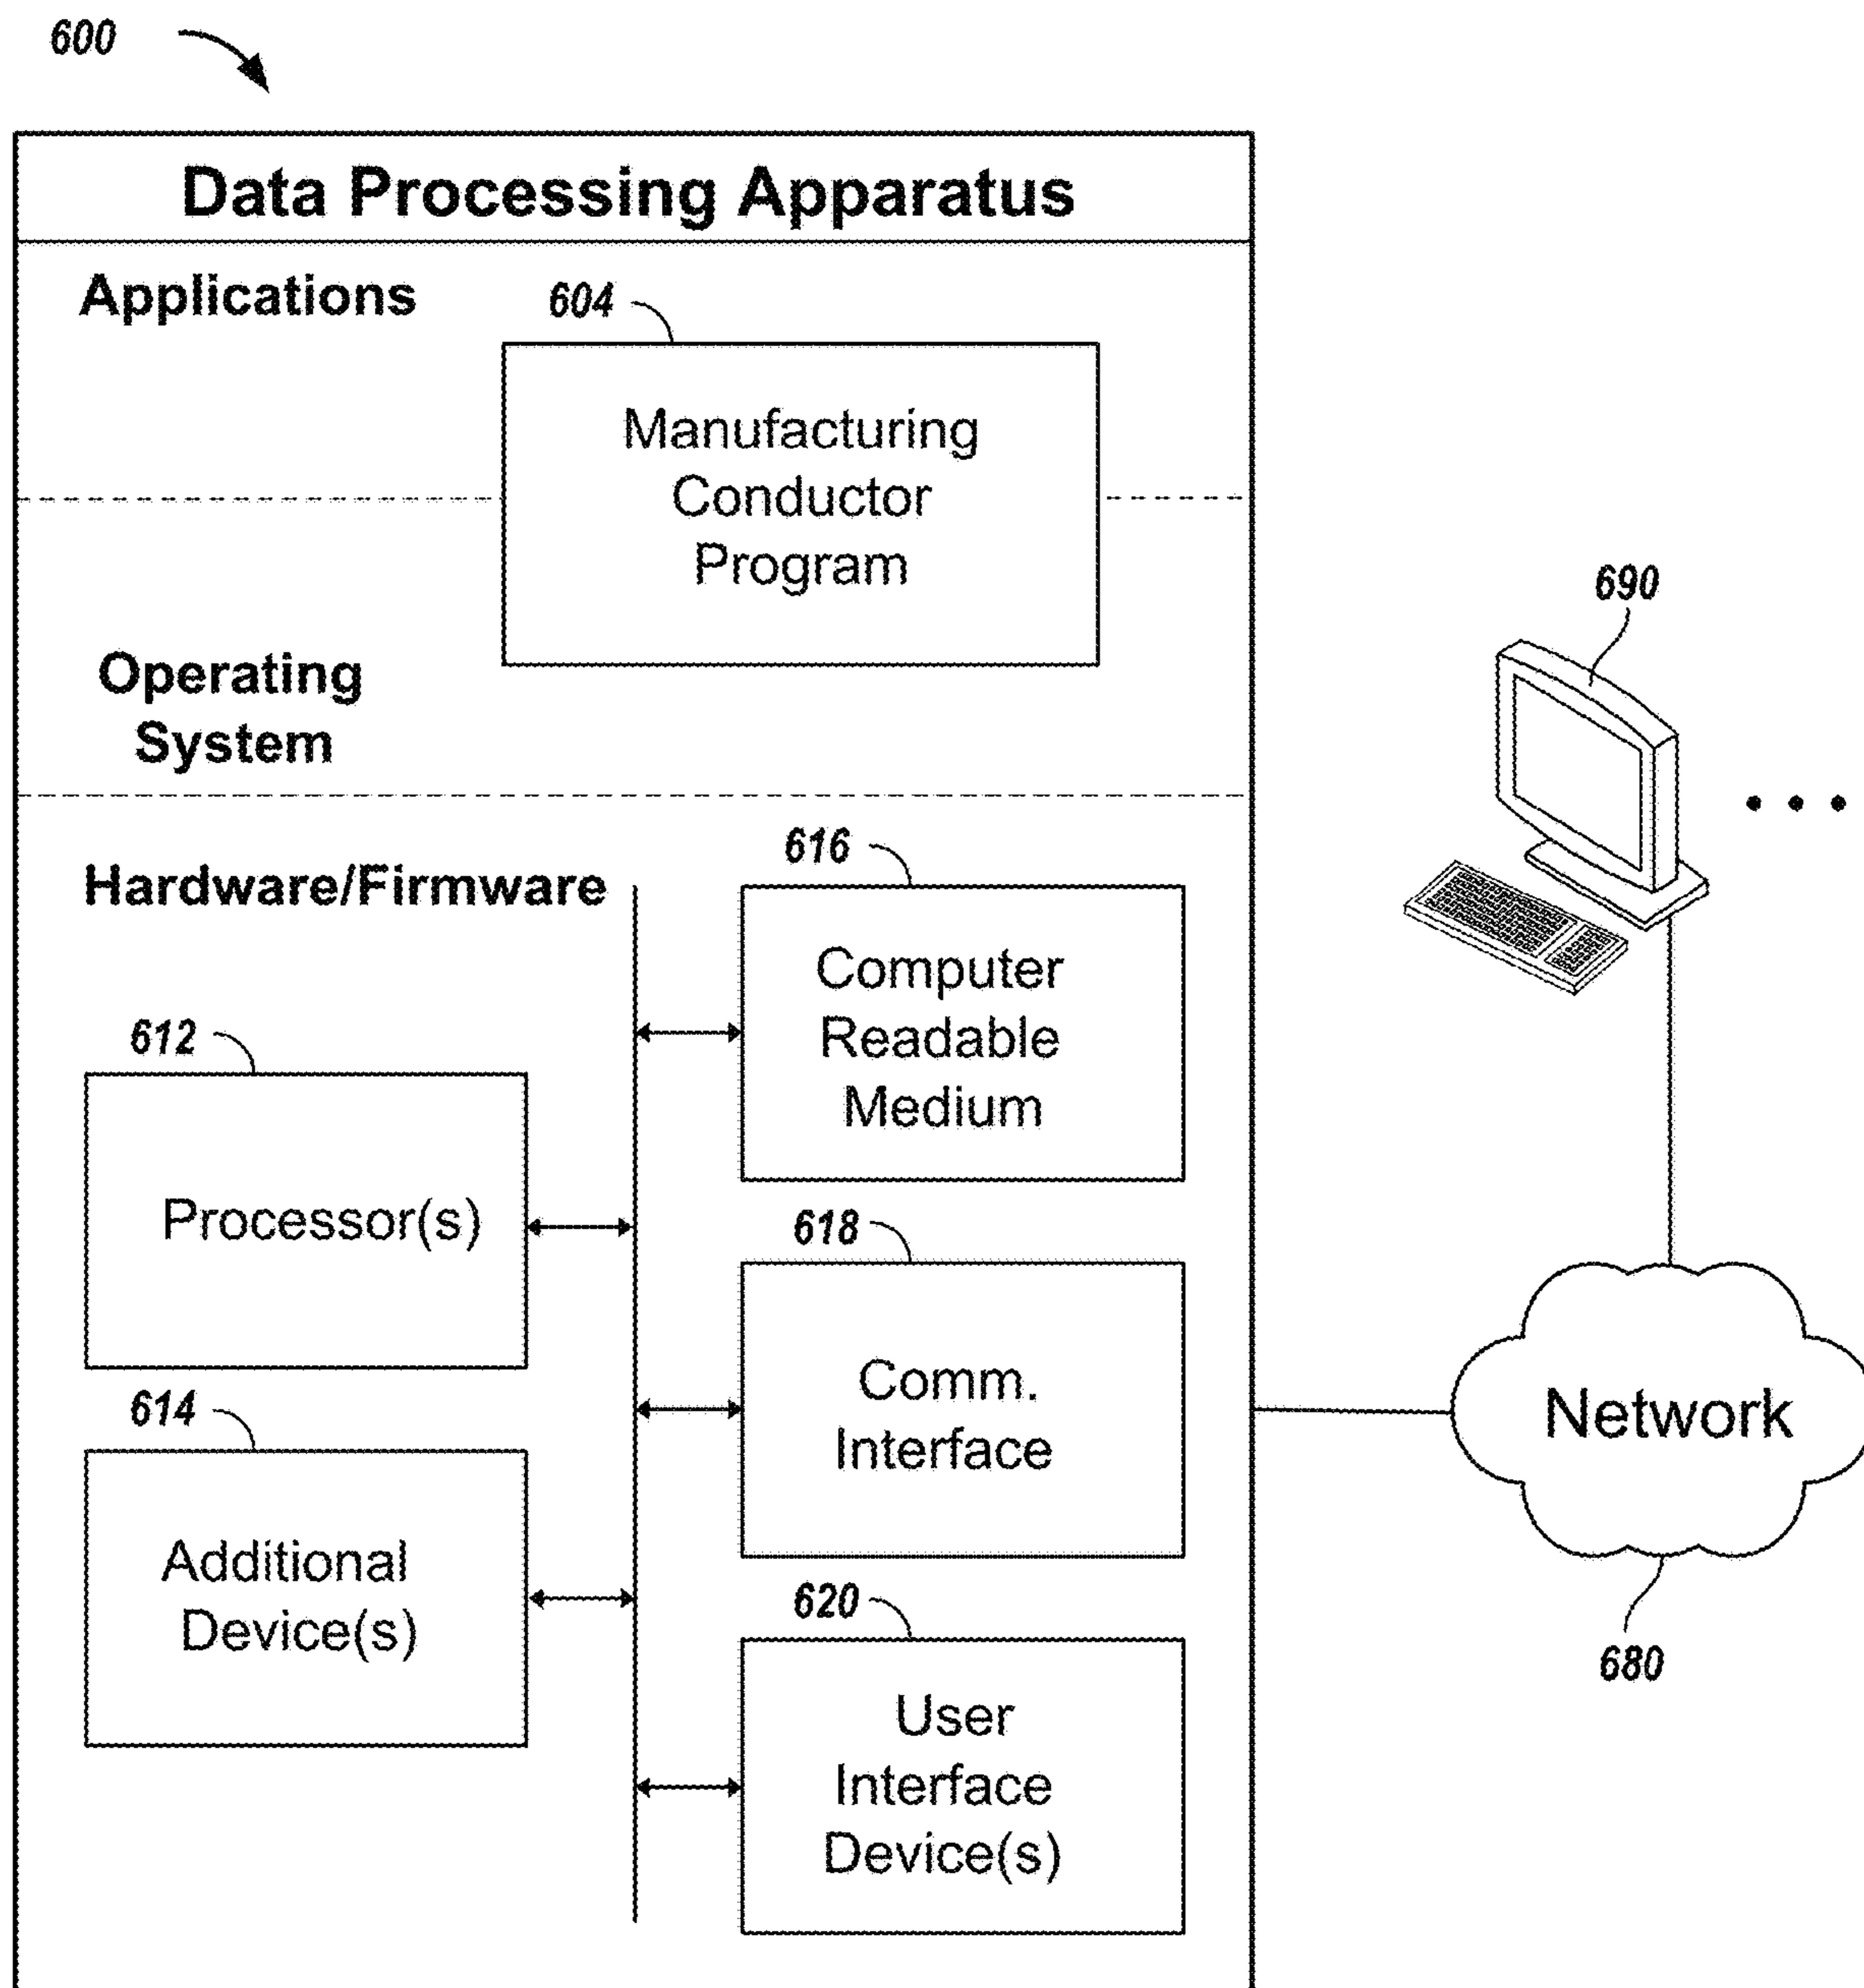 600
Data Processing Apparatus
Applications
604
Manufacturing
Conductor
Program
Operating
System
690
Hardware/Firmware
616
Computer
Readable
Medium
612
Processor(s)
618
Comm.
Interface
Network
680
614
Additional
Device(s)
620
User
Interface
Device(s)